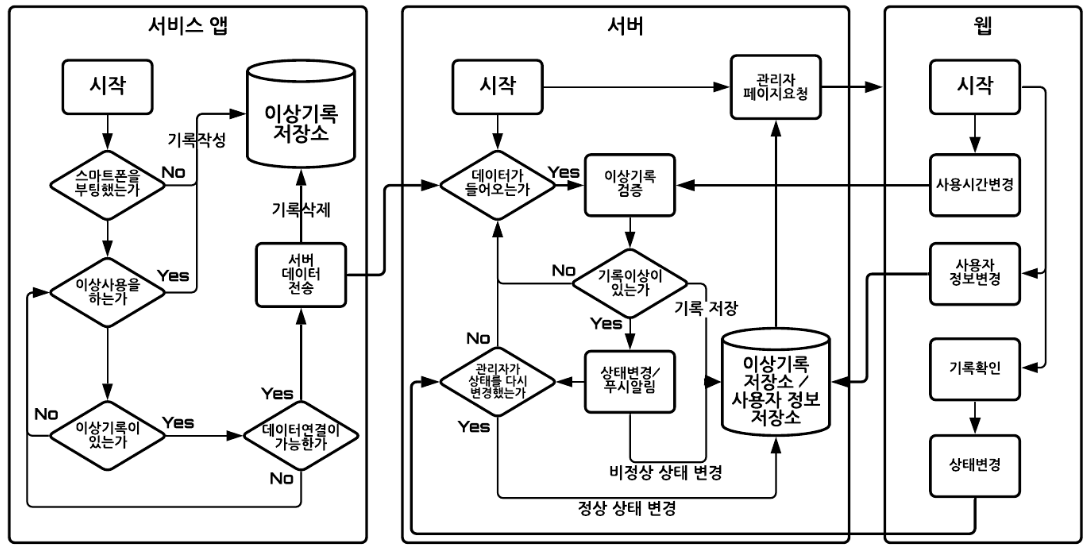 서비스 앱
시작
이상기록
저장소
기록작성
스마트폰을
부팅했는가
No
기록삭제
서버
데이터
전송
이상사용을
하는가
Yes
이상기록이
있는가
No
Yes
데이터연결이
가능한가
Yes
No
서버
시작
관리자
페이지요청
데이터가
들어오는가
Yes
이상기록
검증
기록이상이
있는가
No
Yes
기록 저장
상태변경/
푸시알림
관리자가
상태를 다시
변경했는가
No
Yes
이상기록
저장소 /
사용자 정보
저장소
비정상 상태 변경
정상 상태 변경
웹
시작
사용시간변경
사용자
정보변경
기록확인
상태변경